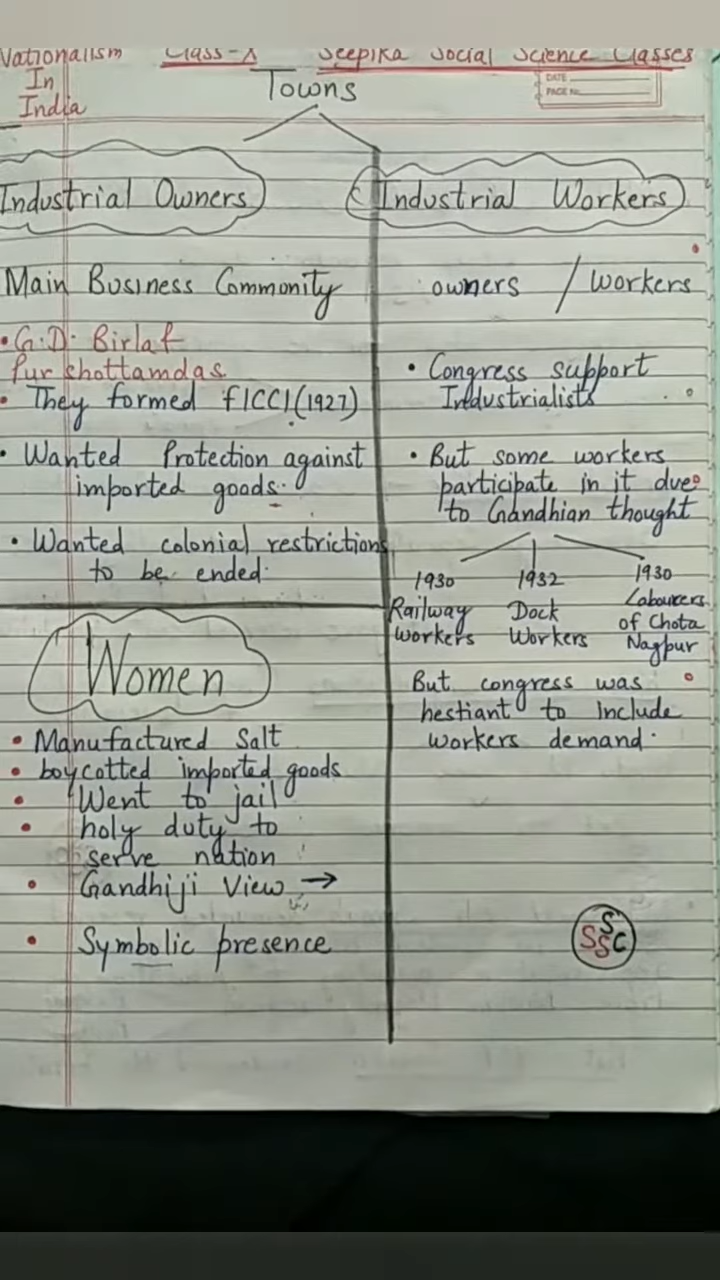 Nationalism
In
India
Class-X
Deepika Social Science Classes
DATE
PAGE No.
Towns
Industrial Owners
Main Business Commonity
• G.D. Birla &
Purshottamdas
• They formed FICCI (1927)
• Wanted Protection against
imported goods.
• Wanted colonial restrictions
to be ended.
Industrial Workers
owners / workers
• Congress support
Industrialists
• But some workers
participate in it due
to Gandhian thought
1930
Railway
workers
1932
Dock
Workers
1930
Labourers
of Chota
Nagpur
But congress was
hestiant to include
workers demand.
Women
• Manufactured Salt
• boycotted imported goods
• Went to jail
• holy duty to
serve nation
• Gandhiji View →
• Symbolic presence
SSSC